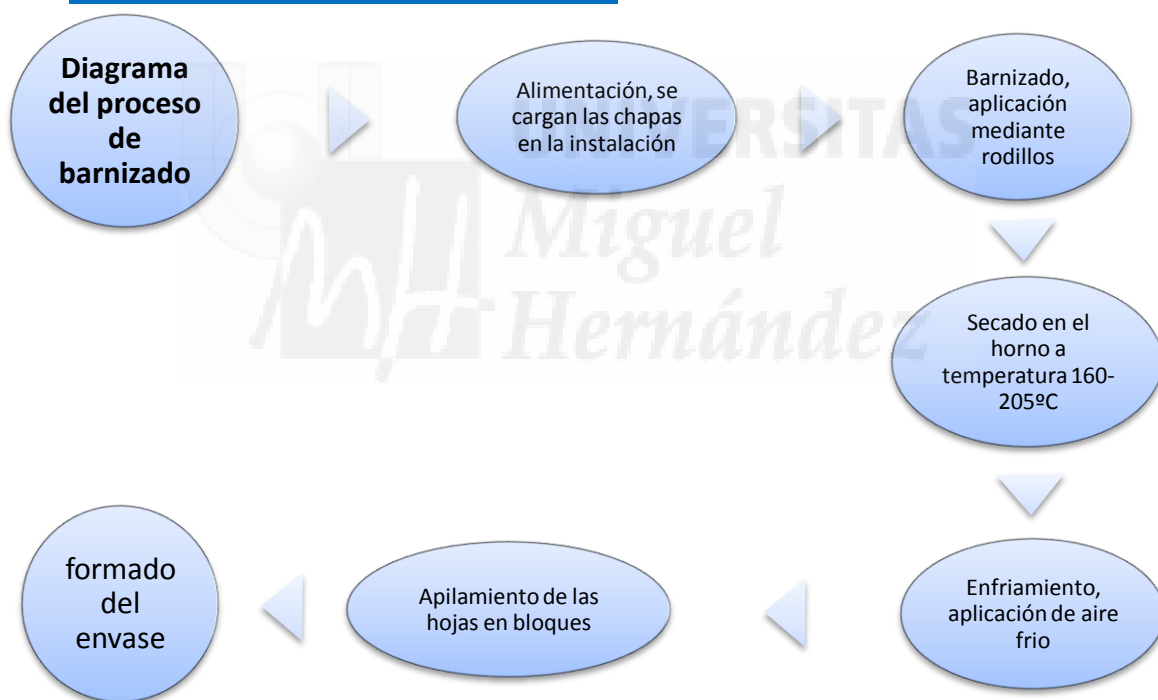 Diagrama
del proceso
de
barnizado
Alimentación, se
cargan las chapas
en la instalación
Barnizado,
aplicación
mediante
rodillos
Secado en el
horno a
temperatura 160-
205ºC
Enfriamiento,
aplicación de aire
frio
Apilamiento de las
hojas en bloques
formado
del
envase
UNIVERSITAS
Miguel
Hernández